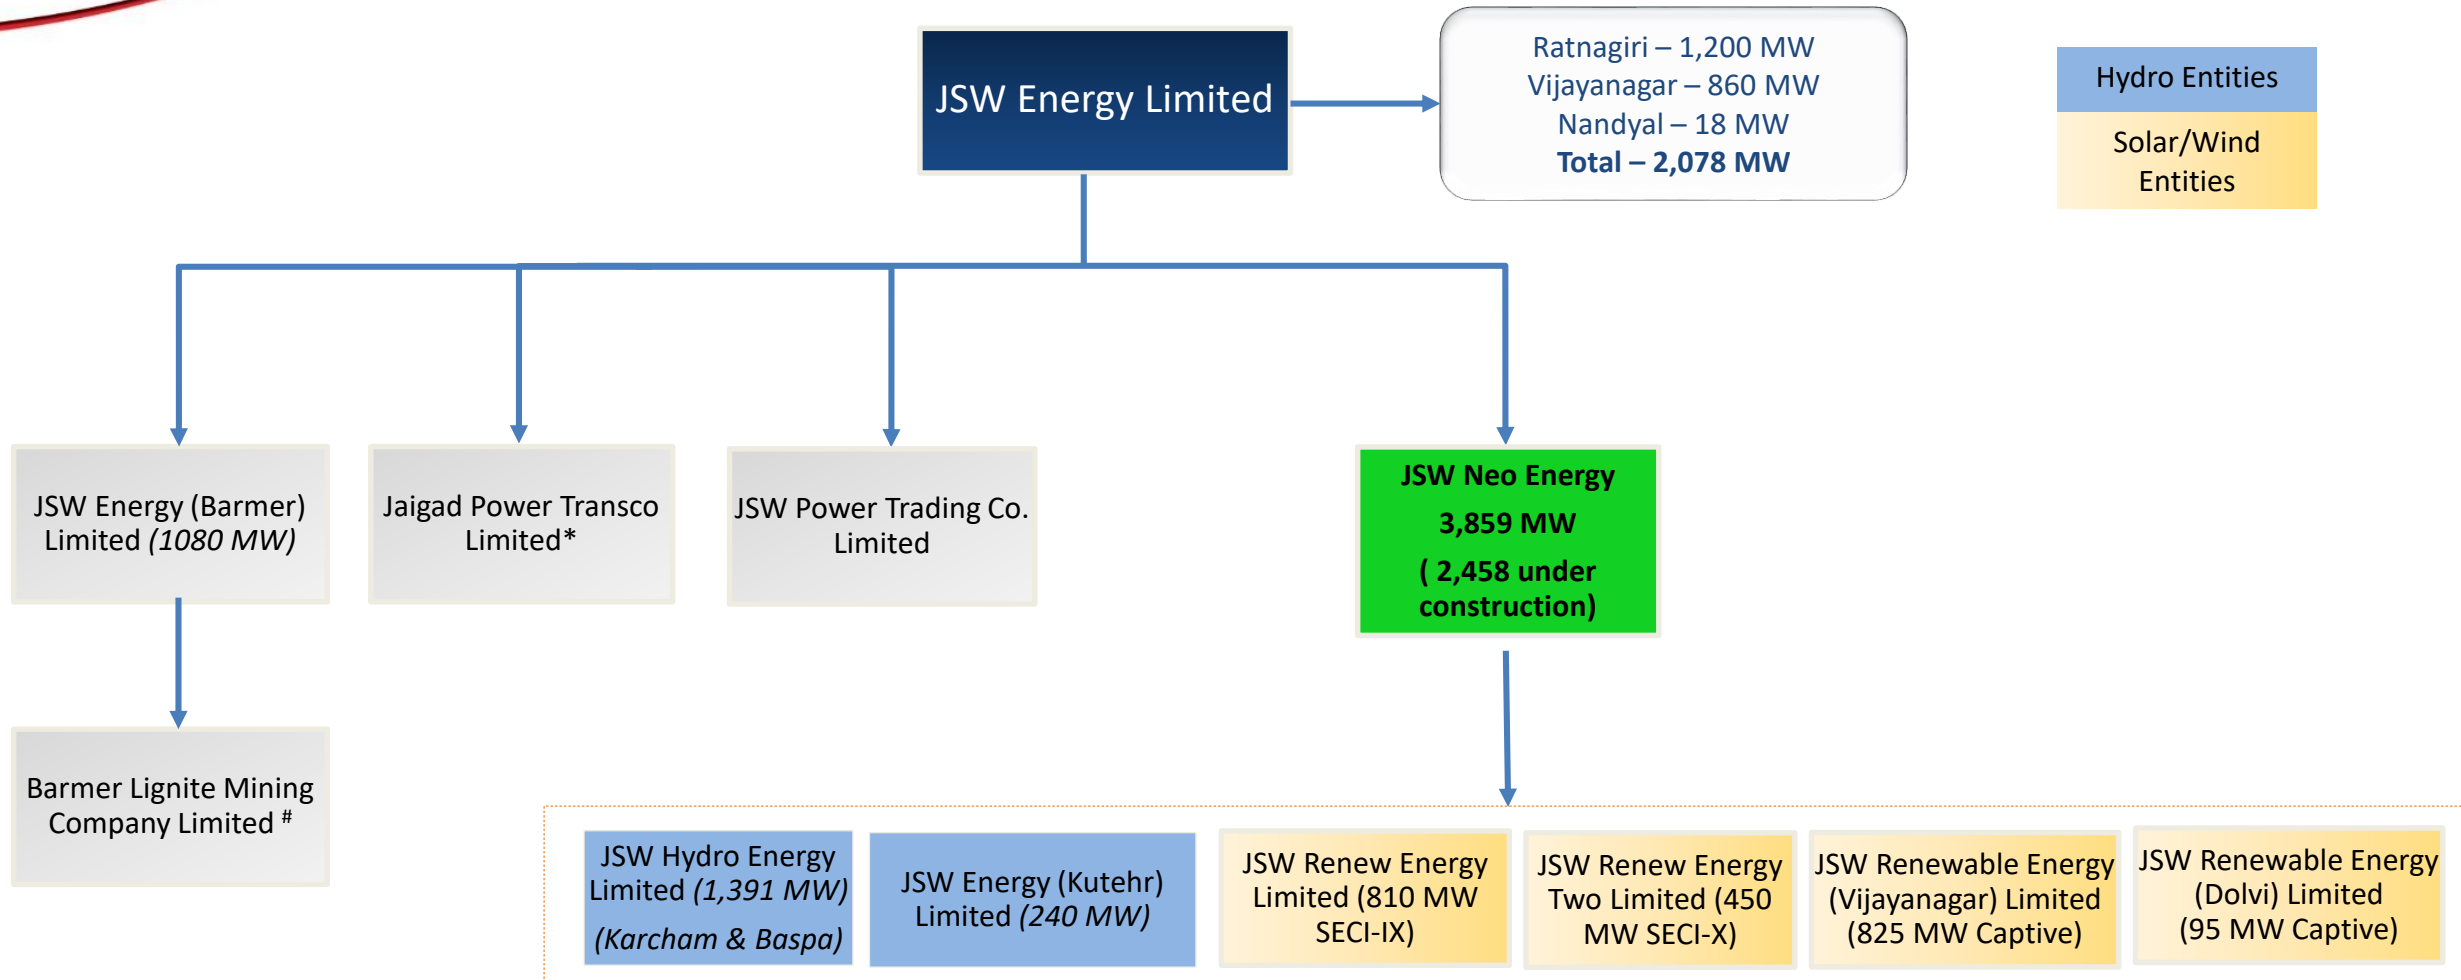 JSW Energy Limited
Ratnagiri – 1,200 MW
Vijayanagar – 860 MW
Nandyal – 18 MW
Total – 2,078 MW
Hydro Entities
Solar/Wind
Entities
JSW Energy (Barmer)
Limited (1080 MW)
Jaigad Power Transco
Limited*
JSW Power Trading Co.
Limited
JSW Neo Energy
3,859 MW
( 2,458 under
construction)
Barmer Lignite Mining
Company Limited #
JSW Hydro Energy
Limited (1,391 MW)
(Karcham & Baspa)
JSW Energy (Kutehr)
Limited (240 MW)
JSW Renew Energy
Limited (810 MW
SECI-IX)
JSW Renew Energy
Two Limited (450
MW SECI-X)
JSW Renewable Energy
(Vijayanagar) Limited
(825 MW Captive)
JSW Renewable Energy
(Dolvi) Limited
(95 MW Captive)